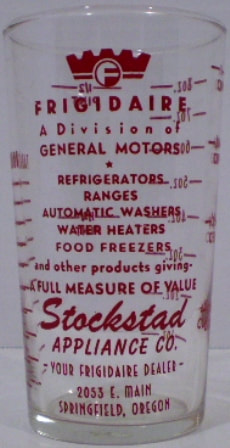 F
FRIGIDAIRE
A Division of
GENERAL MOTORS
REFRIGERATORS
RANGES
AUTOMATIC WASHERS
WATER HEATERS
FOOD FREEZERS
and other products giving-
A FULL MEASURE OF VALUE
Stockstad
APPLIANCE CO.
- YOUR FRIGIDAIRE DEALER -
2053 E. MAIN
SPRINGFIELD, OREGON